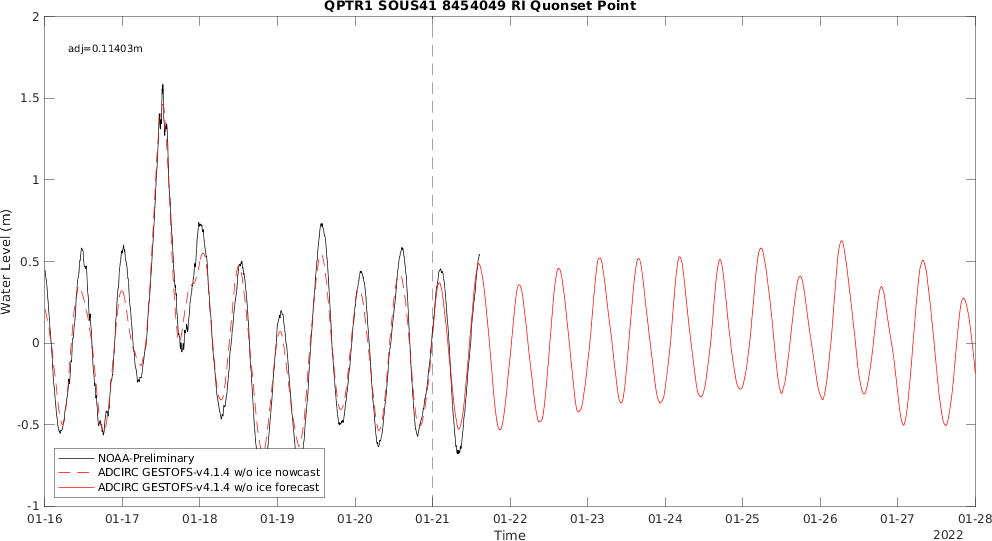 QPTR1 SOUS41 8454049 RI Quonset Point
2
adj=0.11403m
1.5
1
0.5
0
-0.5
-1
Water Level (m)
NOAA-Preliminary
ADCIRC GESTOFS-v4.1.4 w/o ice nowcast
ADCIRC GESTOFS-v4.1.4 w/o ice forecast
01-16 01-17 01-18 01-19 01-20 01-21 01-22 01-23 01-24 01-25 01-26 01-27 01-28
Time
2022